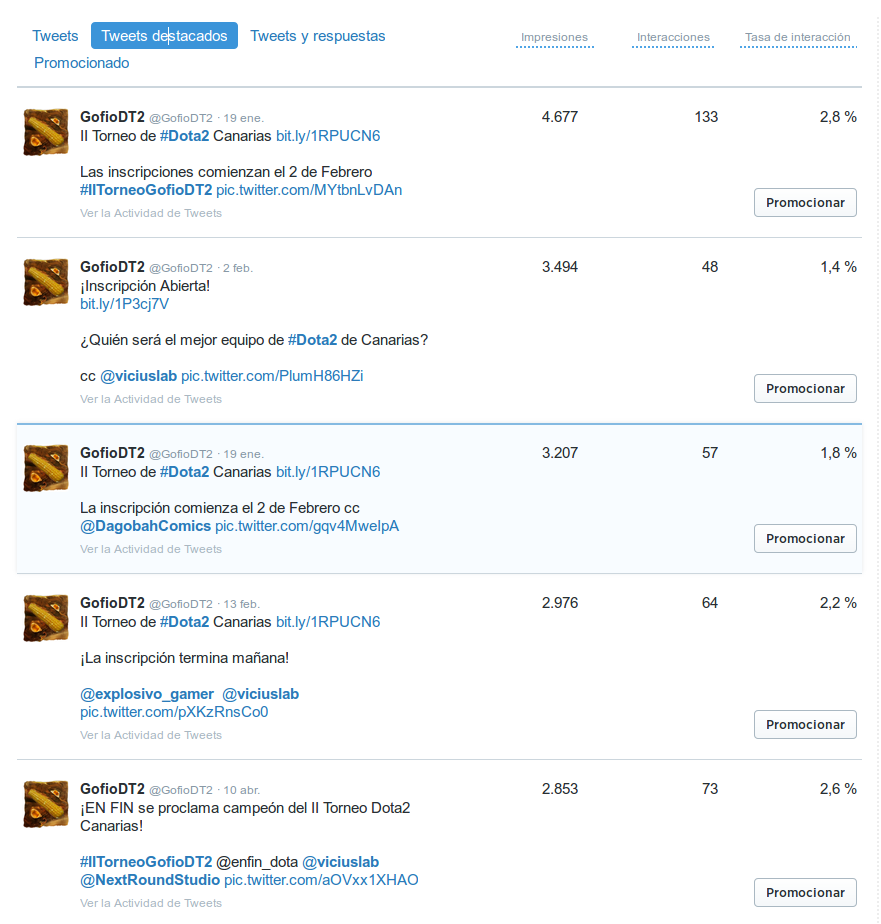 Tweets Tweets destacados Tweets y respuestas Impresiones Interacciones Tasa de interacción
Promocionado
GofioDT2 @GofioDT2 · 19 ene. 4.677 133 2,8 %
II Torneo de #Dota2 Canarias bit.ly/1RPUCN6
Las inscripciones comienzan el 2 de Febrero
#IITorneoGofioDT2 pic.twitter.com/MYtbnLvDAn
Ver la Actividad de Tweets
Promocionar
GofioDT2 @GofioDT2 · 2 feb. 3.494 48 1,4 %
¡Inscripción Abierta!
bit.ly/1P3cj7V
¿Quién será el mejor equipo de #Dota2 de Canarias?
cc @viciuslab pic.twitter.com/PlumH86HZi
Ver la Actividad de Tweets
Promocionar
GofioDT2 @GofioDT2 · 19 ene. 3.207 57 1,8 %
II Torneo de #Dota2 Canarias bit.ly/1RPUCN6
La inscripción comienza el 2 de Febrero cc
@DagobahComics pic.twitter.com/gqv4MweIpA
Ver la Actividad de Tweets
Promocionar
GofioDT2 @GofioDT2 · 13 feb. 2.976 64 2,2 %
II Torneo de #Dota2 Canarias bit.ly/1RPUCN6
¡La inscripción termina mañana!
@explosivo_gamer @viciuslab
pic.twitter.com/pXKzRnsCo0
Ver la Actividad de Tweets
Promocionar
GofioDT2 @GofioDT2 · 10 abr. 2.853 73 2,6 %
¡EN FIN se proclama campeón del II Torneo Dota2
Canarias!
#IITorneoGofioDT2 @enfin_dota @viciuslab
@NextRoundStudio pic.twitter.com/aOVxx1XHAO
Ver la Actividad de Tweets
Promocionar